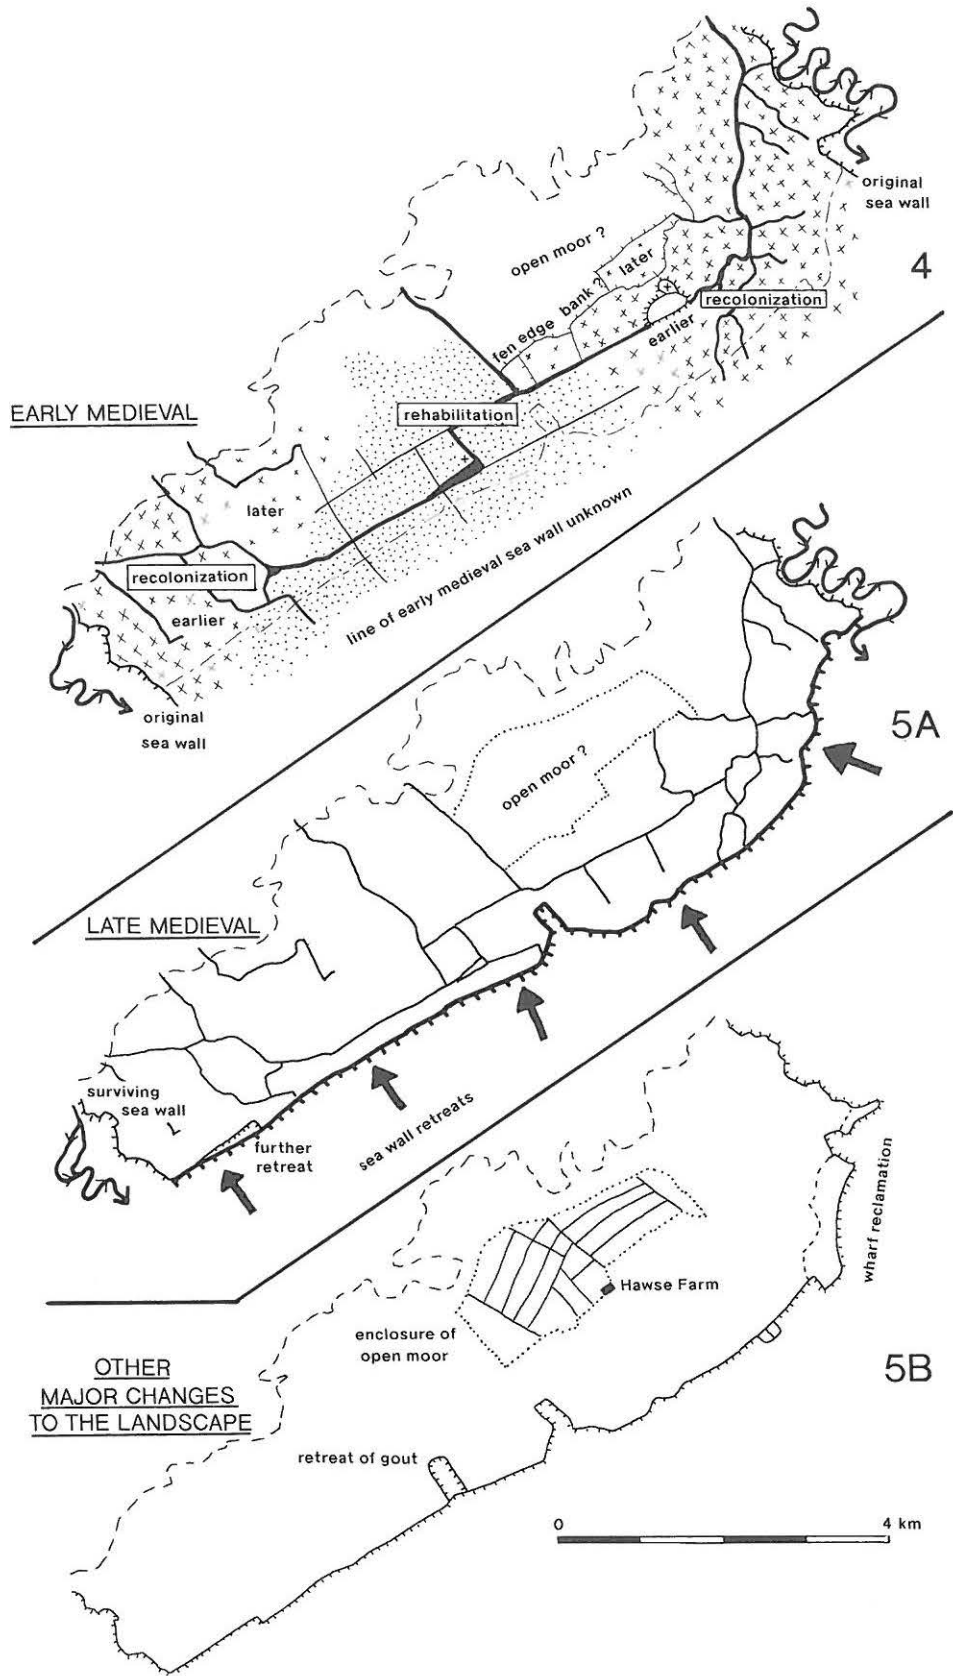 original
sea wall
4
open moor ?
later
recolonization
fen edge bank ?
earlier
EARLY MEDIEVAL
rehabilitation
later
recolonization
earlier
line of early medieval sea wall unknown
original
sea wall
5A
open moor ?
LATE MEDIEVAL
surviving
sea wall
further
retreat
sea wall retreats
wharf reclamation
Hawse Farm
enclosure of
open moor
5B
OTHER
MAJOR CHANGES
TO THE LANDSCAPE
retreat of gout
0 4 km